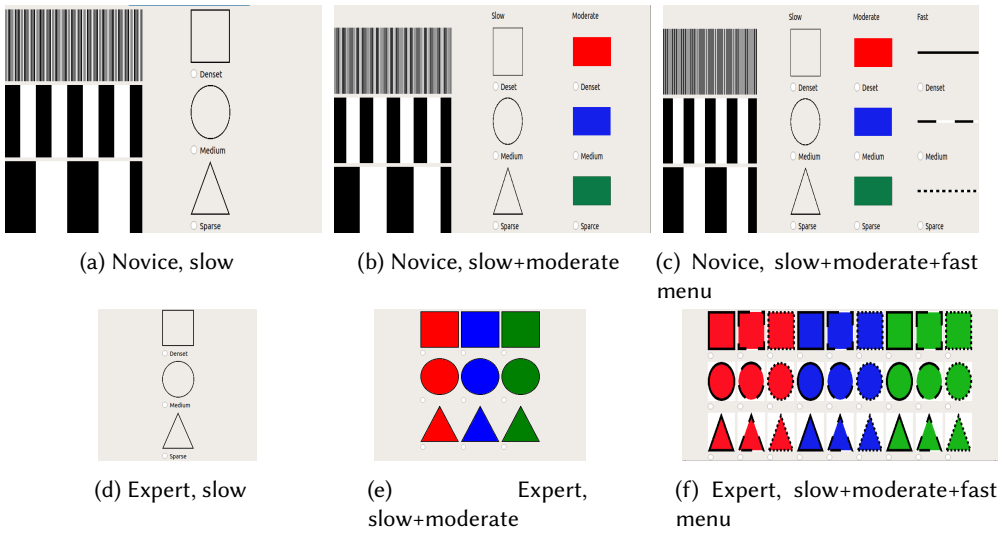 Denset
Medium
Sparse
Slow Moderate
Deset Denset
Medium Medium
Sparse Sparce
Slow Moderate Fast
Denset Deset Denset
Medium Medium Medium
Sparse Sparse Sparce
(a) Novice, slow
(b) Novice, slow+moderate
(c) Novice, slow+moderate+fast
menu
Denset
Medium
Sparse
(d) Expert, slow
(e) Expert,
slow+moderate
(f) Expert, slow+moderate+fast
menu